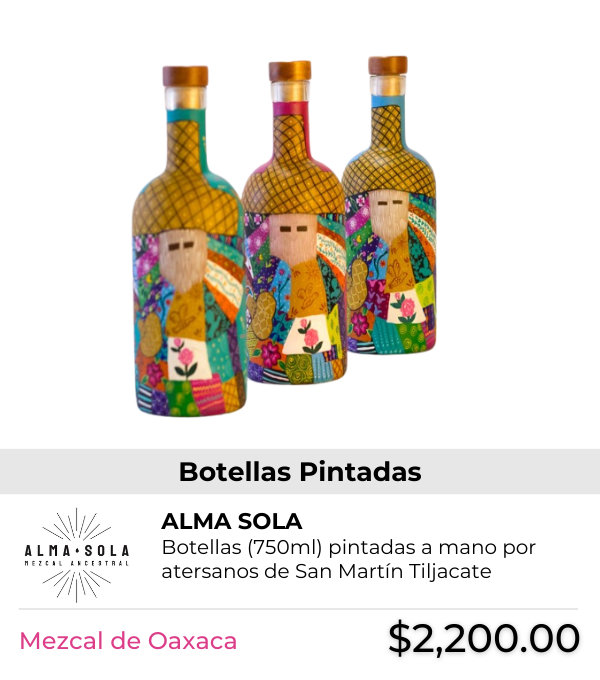 Botellas Pintadas
ALMA SOLA
ALMA•SOLA
MEZCAL ANCESTRAL
Botellas (750ml) pintadas a mano por
atersanos de San Martín Tiljacate
Mezcal de Oaxaca
$2,200.00